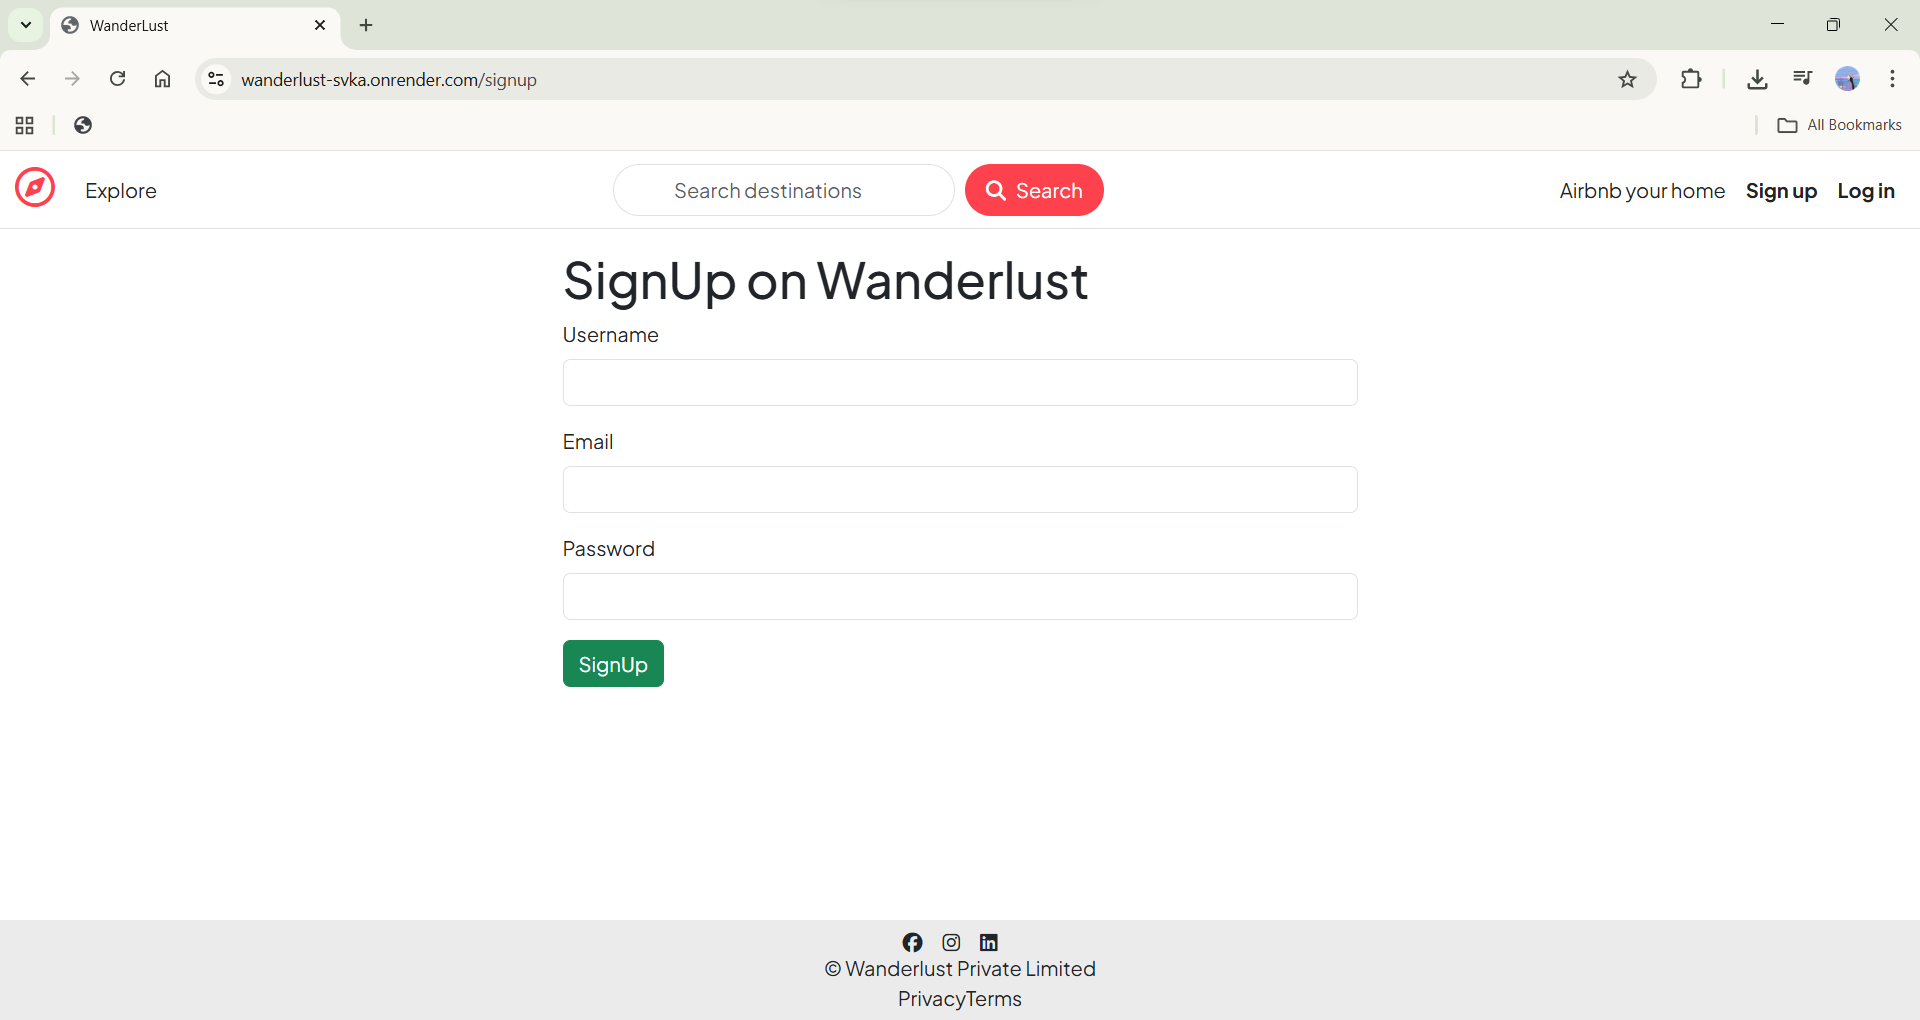 WanderLust
wanderlust-svka.onrender.com/signup
All Bookmarks
Explore
Search destinations
Search
Airbnb your home
Sign up
Log in
SignUp on Wanderlust
Username
Email
Password
SignUp
© Wanderlust Private Limited
PrivacyTerms